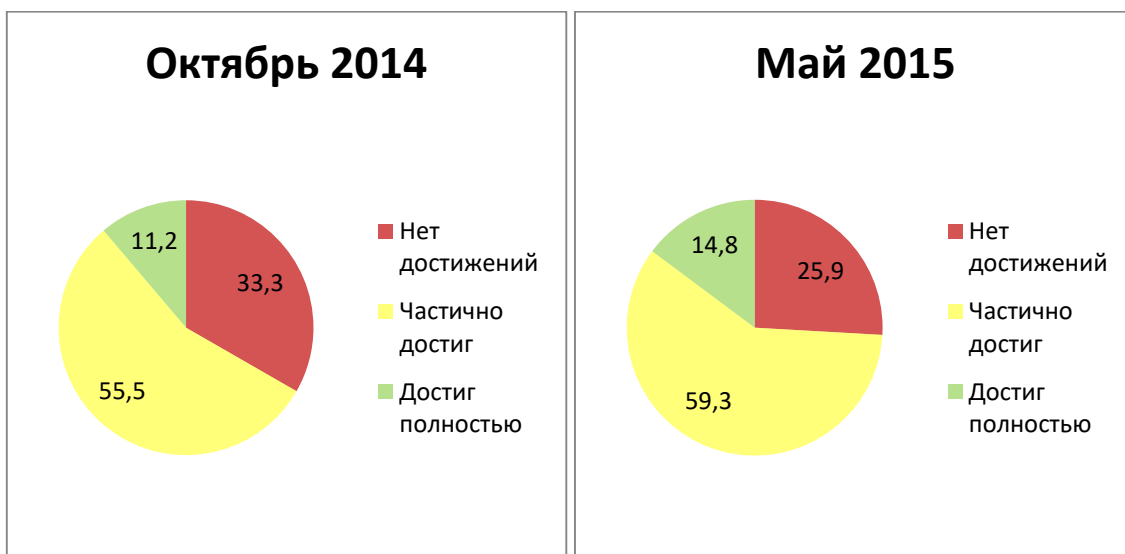 Октябрь 2014
11,2
33,3
55,5
Нет
достижений
Частично
достиг
Достиг
полностью
Май 2015
14,8
25,9
59,3
Нет
достижений
Частично
достиг
Достиг
полностью